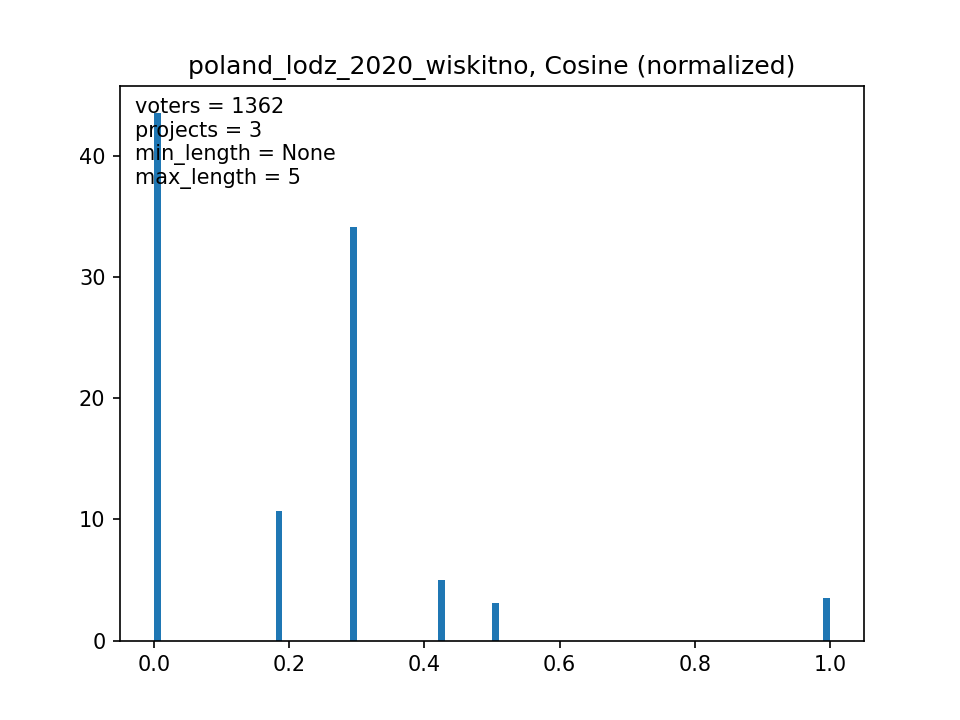 poland_lodz_2020_wiskitno, Cosine (normalized)
voters = 1362
projects = 3
min_length = None
max_length = 5
40
30
20
10
0
0.0 0.2 0.4 0.6 0.8 1.0